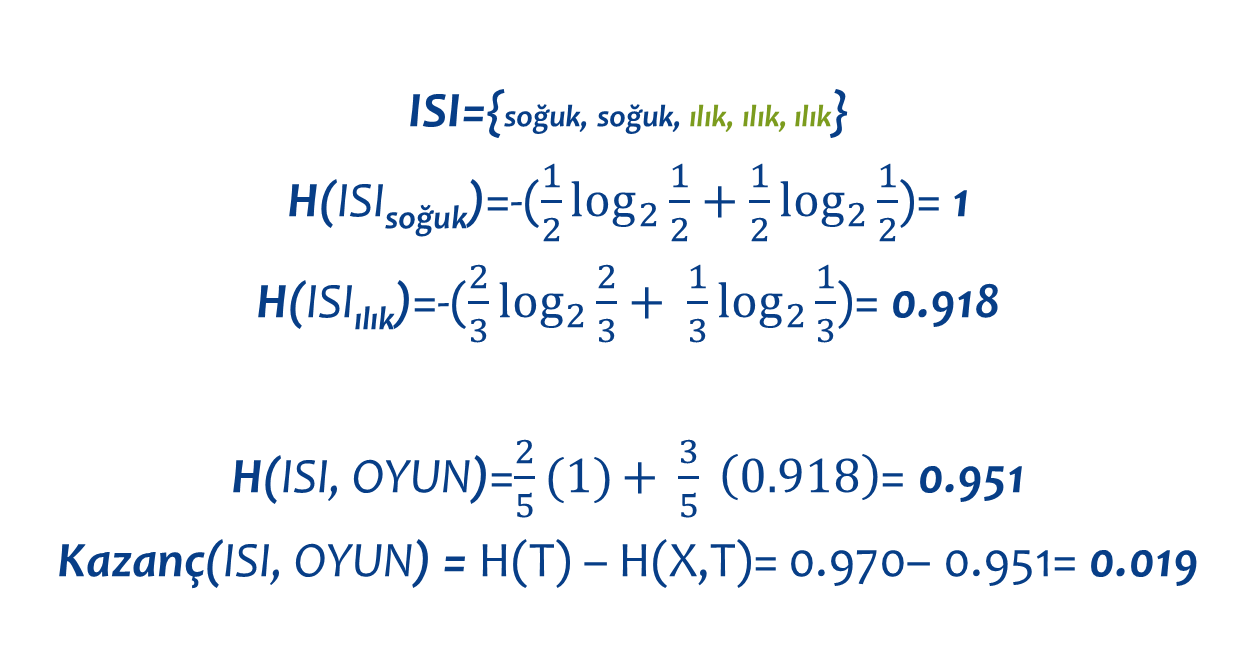 ISI={soğuk, soğuk, ılık, ılık, ılık}
H(ISI_soğuk)=-(1/2 log₂ 1/2 + 1/2 log₂ 1/2)= 1
H(ISI_ılık)=-(2/3 log₂ 2/3 + 1/3 log₂ 1/3)= 0.918
H(ISI, OYUN)=2/5 (1) + 3/5 (0.918)= 0.951
Kazanç(ISI, OYUN) = H(T) – H(X,T)= 0.970– 0.951= 0.019